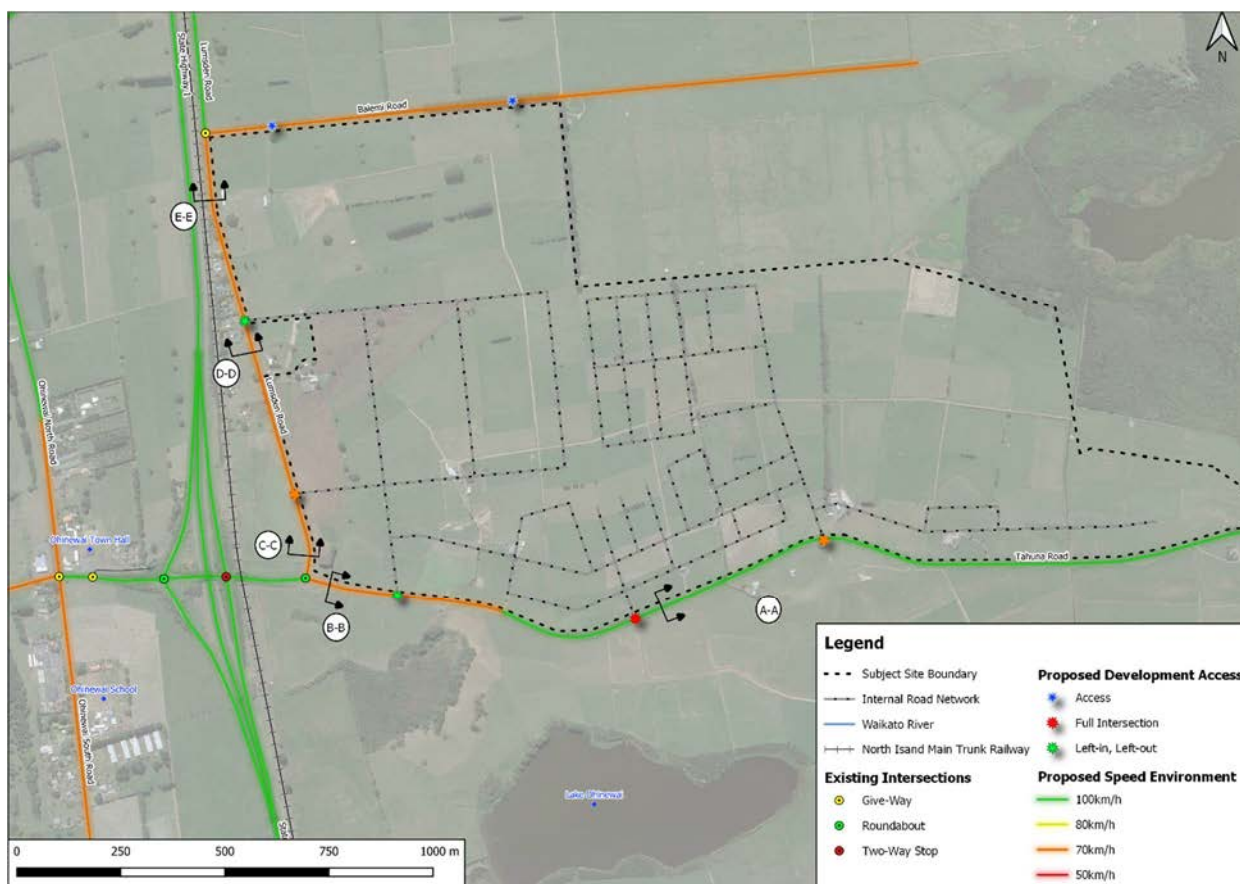 N
Lumsden Road
State Highway 1
Balemi Road
E-E
D-D
Lumsden Road
Ohinewai North Road
C-C
Ohinewai Town Hall
B-B
A-A
Tahuna Road
Ohinewai School
Ohinewai South Road
Lake Ohinewai
State
0 250 500 750 1000 m
Legend
Subject Site Boundary
Internal Road Network
Waikato River
North Isand Main Trunk Railway
Existing Intersections
Give-Way
Roundabout
Two-Way Stop
Proposed Development Access
Access
Full Intersection
Left-in, Left-out
Proposed Speed Environment
100km/h
80km/h
70km/h
50km/h